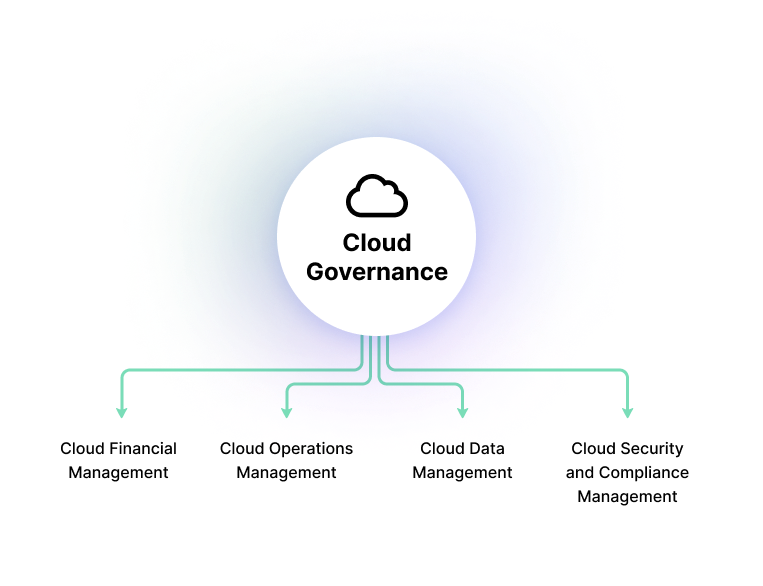 Cloud
Governance
Cloud Financial
Management
Cloud Operations
Management
Cloud Data
Management
Cloud Security
and Compliance
Management